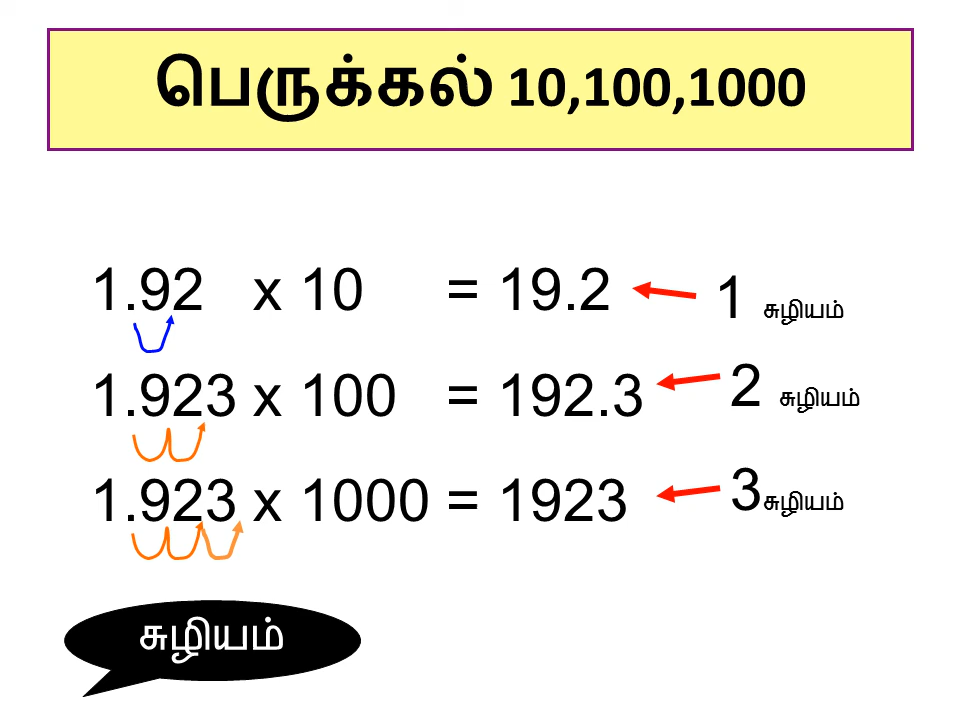 பெருக்கல் 10,100,1000
1.92 x 10 = 19.2 1 சுழியம்
1.923 x 100 = 192.3 2 சுழியம்
1.923 x 1000 = 1923 3சுழியம்
சுழியம்